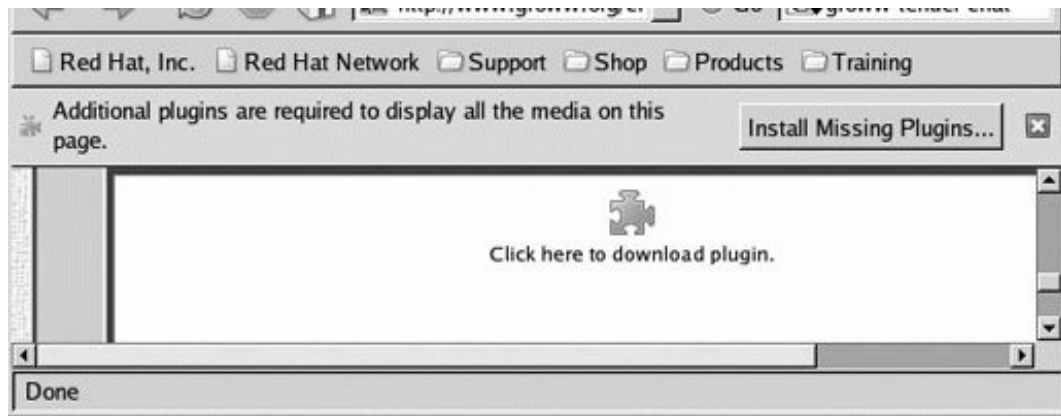 Red Hat, Inc. Red Hat Network Support Shop Products Training
Additional plugins are required to display all the media on this
page.
Install Missing Plugins...
Click here to download plugin.
Done